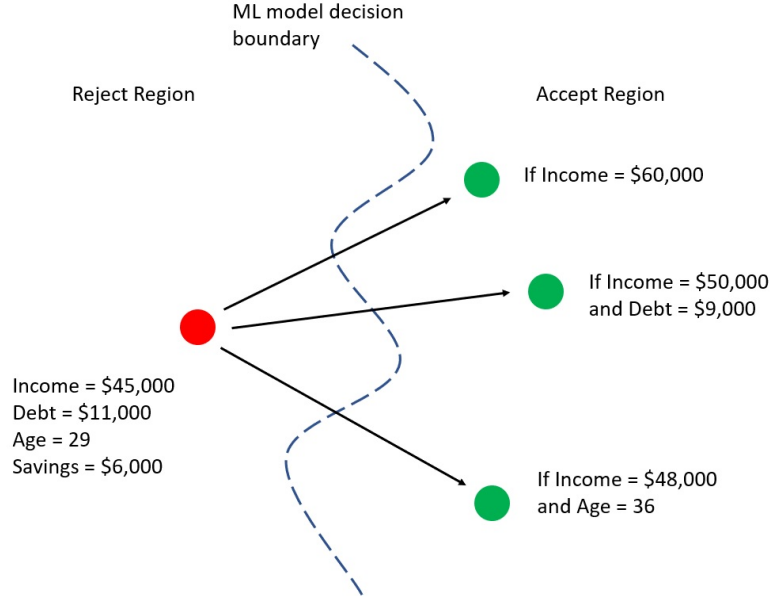 ML model decision
boundary
Reject Region
Accept Region
If Income = $60,000
If Income = $50,000
and Debt = $9,000
Income = $45,000
Debt = $11,000
Age = 29
Savings = $6,000
If Income = $48,000
and Age = 36